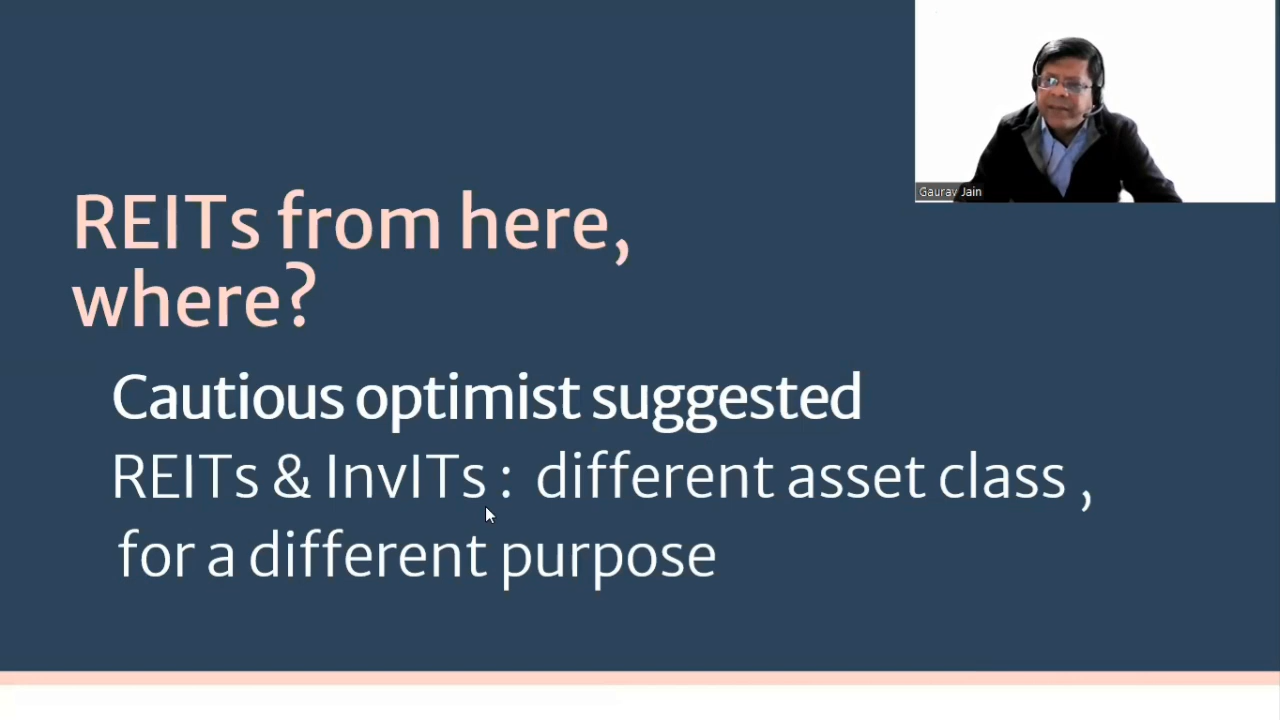 REITs from here,
where?
Cautious optimist suggested
REITs & InvITs : different asset class ,
for a different purpose
Gaurav Jain